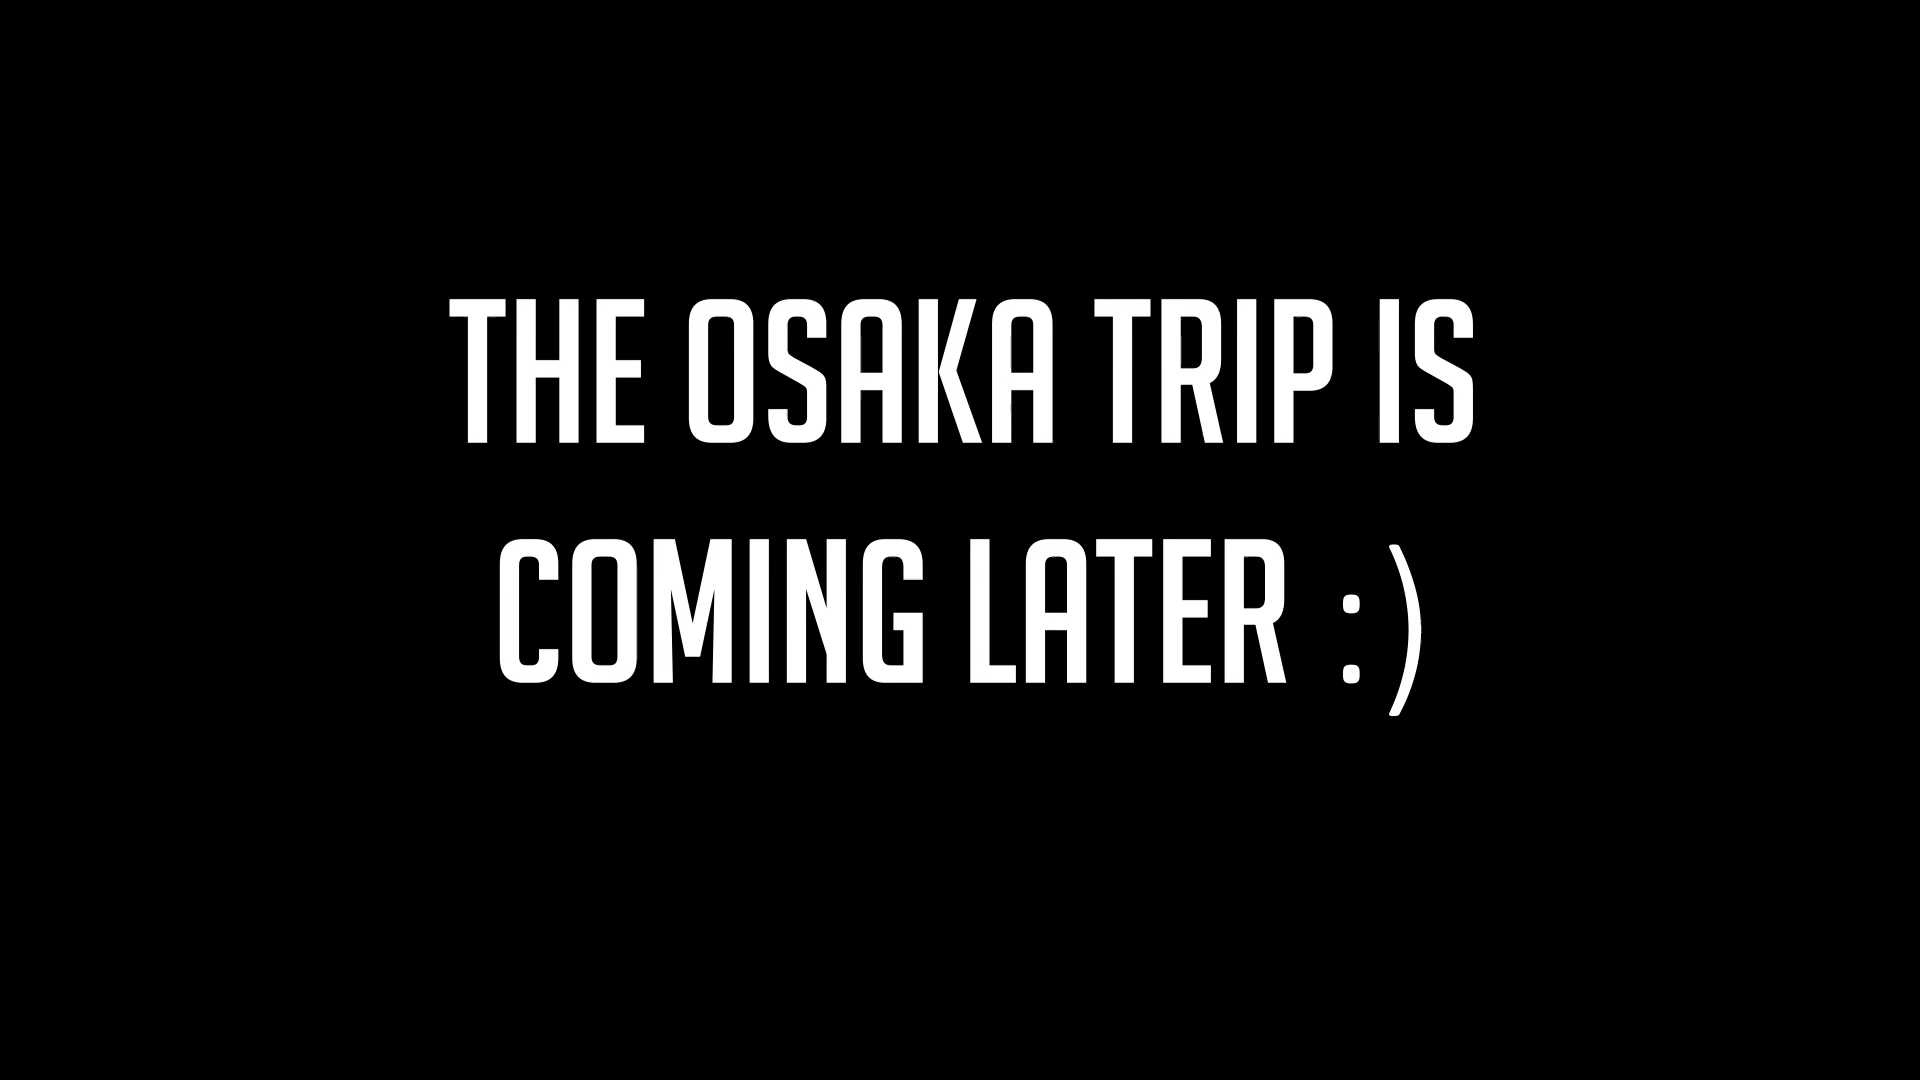 THE OSAKA TRIP IS
COMING LATER :)